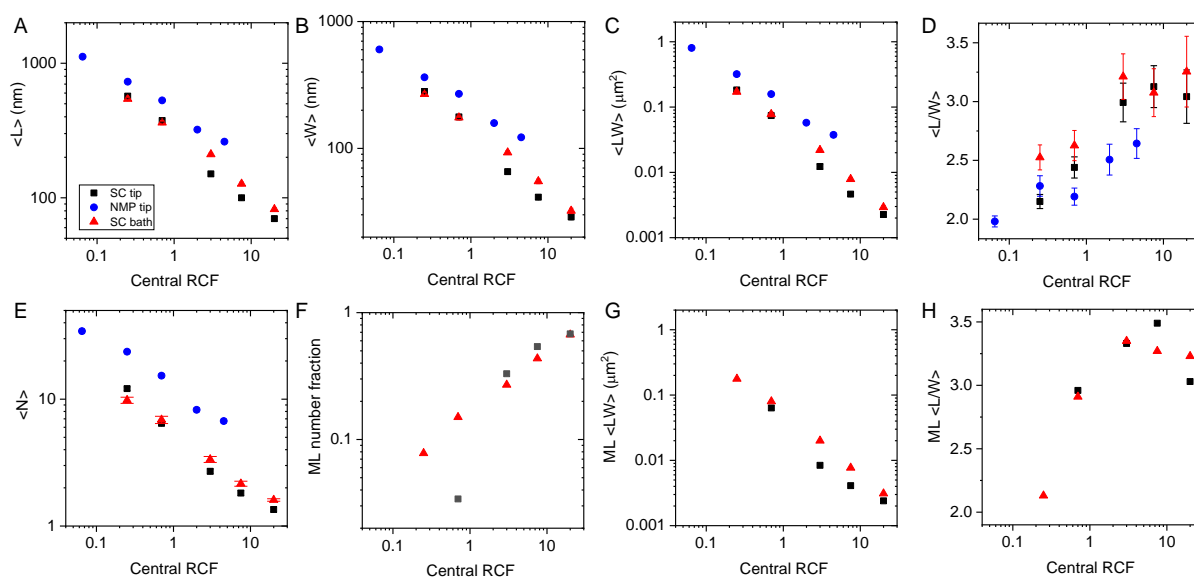 A
<L> (nm)
1000
100
0.1
1
10
Central RCF
SC tip
NMP tip
SC bath
B
<W> (nm)
1000
100
0.1
1
10
Central RCF
C
<LW> (μm²)
1
0.1
0.01
0.001
0.1
1
10
Central RCF
D
<L/W>
3.5
3.0
2.5
2.0
0.1
1
10
Central RCF
E
<N>
10
1
0.1
1
10
Central RCF
F
ML number fraction
1
0.1
0.1
1
10
Central RCF
G
ML <LW> (μm²)
1
0.1
0.01
0.001
0.1
1
10
Central RCF
H
ML <L/W>
3.5
3.0
2.5
2.0
0.1
1
10
Central RCF